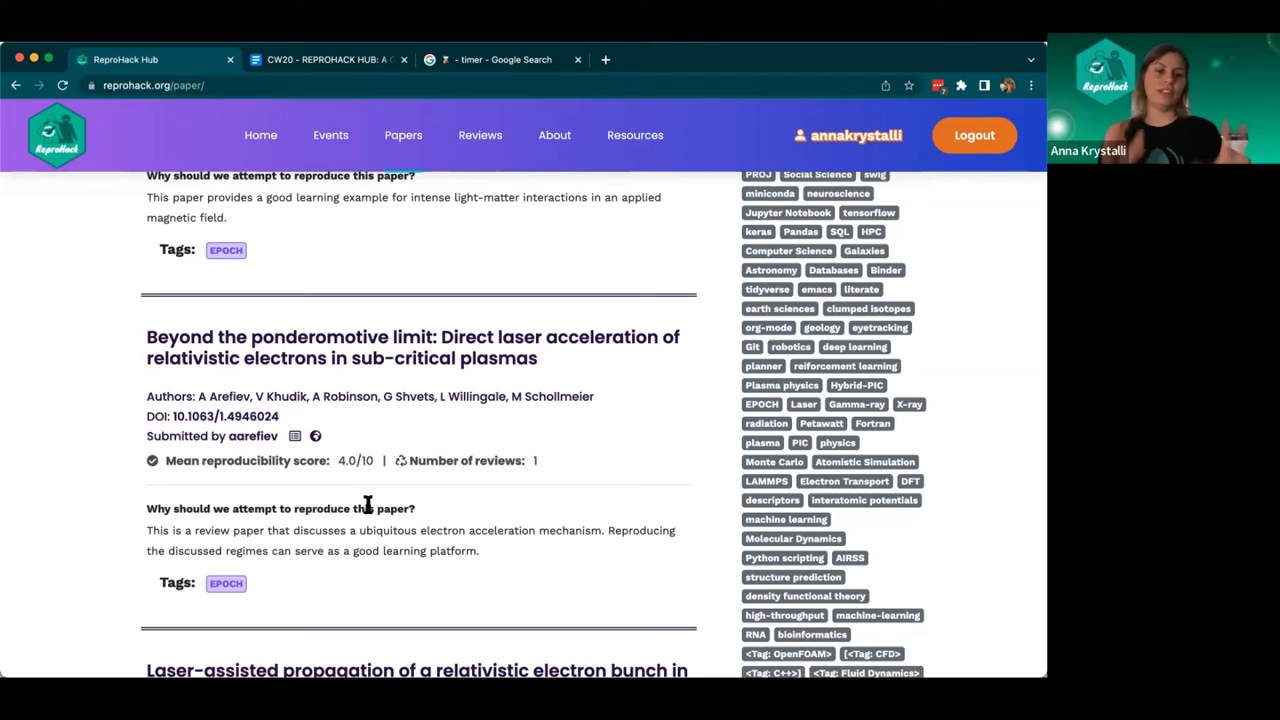 ReproHack Hub
CW20 - REPROHACK HUB: A
- timer - Google Search
reprohack.org/paper/
7
ReproHack
Home Events Papers Reviews About Resources
annakrystalli
Logout
ReproHack
Anna Krystalli
Why should we attempt to reproduce this paper?
This paper provides a good learning example for intense light-matter interactions in an applied
magnetic field.
Tags: EPOCH
Beyond the ponderomotive limit: Direct laser acceleration of
relativistic electrons in sub-critical plasmas
Authors: A Arefiev, V Khudik, A Robinson, G Shvets, L Willingale, M Schollmeier
DOI: 10.1063/1.4946024
Submitted by aarefiev
Mean reproducibility score: 4.0/10 | Number of reviews: 1
Why should we attempt to reproduce this paper?
This is a review paper that discusses a ubiquitous electron acceleration mechanism. Reproducing
the discussed regimes can serve as a good learning platform.
Tags: EPOCH
Laser-assisted propagation of a relativistic electron bunch in
PROJ Social Science swig
miniconda neuroscience
Jupyter Notebook tensorflow
keras Pandas SQL HPC
Computer Science Galaxies
Astronomy Databases Binder
tidyverse emacs literate
earth sciences clumped isotopes
org-mode geology eyetracking
Git robotics deep learning
planner reiforcement learning
Plasma physics Hybrid-PIC
EPOCH Laser Gamma-ray X-ray
radiation Petawatt Fortran
plasma PIC physics
Monte Carlo Atomistic Simulation
LAMMPS Electron Transport DFT
descriptors interatomic potentials
machine learning
Molecular Dynamics
Python scripting AIRSS
structure prediction
density functional theory
high-throughput machine-learning
RNA bioinformatics
<Tag: OpenFOAM> [<Tag: CFD>
<Tag: C++>] <Tag: Fluid Dynamics>